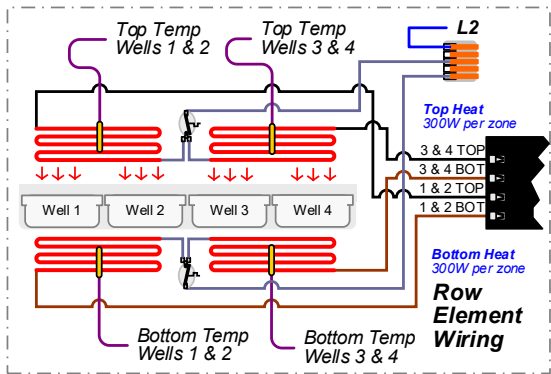 Top Temp
Wells 1 & 2
Top Temp
Wells 3 & 4
L2
Top Heat
300W per zone
3 & 4 TOP
3 & 4 BOT
1 & 2 TOP
1 & 2 BOT
Well 1
Well 2
Well 3
Well 4
Bottom Heat
300W per zone
Row
Element
Wiring
Bottom Temp
Wells 1 & 2
Bottom Temp
Wells 3 & 4